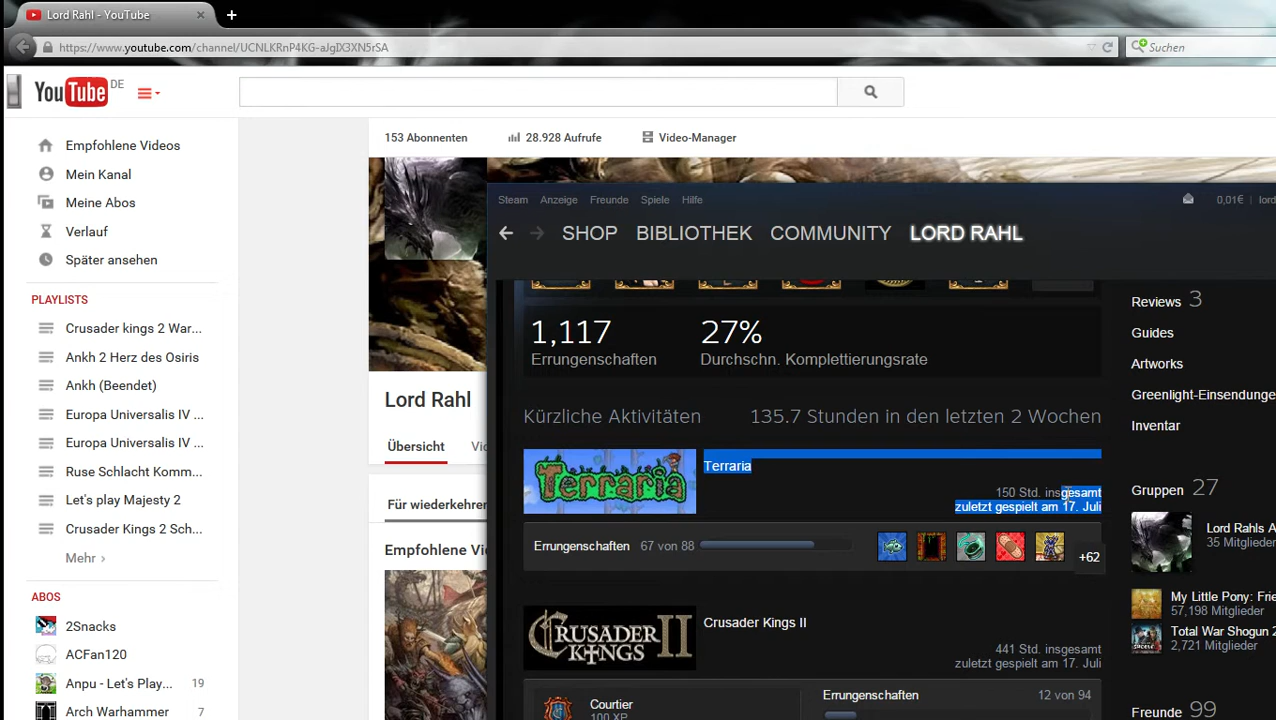 Lord Rahl - YouTube
https://www.youtube.com/channel/UCNLKRnP4KG-aJgIX3XN5rSA
Suchen
YouTube DE
153 Abonnenten
28.928 Aufrufe
Video-Manager
Empfohlene Videos
Mein Kanal
Meine Abos
Verlauf
Später ansehen
PLAYLISTS
Crusader kings 2 War...
Ankh 2 Herz des Osiris
Ankh (Beendet)
Europa Universalis IV ...
Europa Universalis IV ...
Ruse Schlacht Komm...
Let's play Majesty 2
Crusader Kings 2 Sch...
Mehr ›
ABOS
2Snacks
ACFan120
Anpu - Let's Play... 19
Arch Warhammer 7
Lord Rahl
Übersicht
Für wiederkehren
Empfohlene
Steam Anzeige Freunde Spiele Hilfe
0,01€
SHOP BIBLIOTHEK COMMUNITY LORD RAHL
1,117
Errungenschaften
27%
Durchschn. Komplettierungsrate
Kürzliche Aktivitäten
135.7 Stunden in den letzten 2 Wochen
Terraria
Terraria
150 Std. insgesamt
zuletzt gespielt am 17. Juli
Errungenschaften 67 von 88
+62
CRUSADER KINGS II
Crusader Kings II
441 Std. insgesamt
zuletzt gespielt am 17. Juli
Courtier
100 XP
Errungenschaften 12 von 94
Reviews 3
Guides
Artworks
Greenlight-Einsendungen
Inventar
Gruppen 27
Lord Rahls A
35 Mitglieder
My Little Pony: Frie
57,198 Mitglieder
Total War Shogun 2
2,721 Mitglieder
Freunde 99